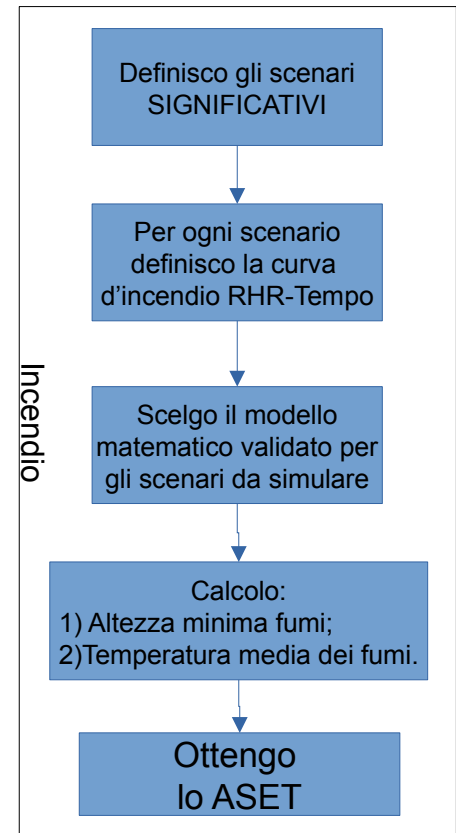 Definisco gli scenari
SIGNIFICATIVI
Per ogni scenario
definisco la curva
d'incendio RHR-Tempo
Incendio
Scelgo il modello
matematico validato per
gli scenari da simulare
Calcolo:
1) Altezza minima fumi;
2)Temperatura media dei fumi.
Ottengo
lo ASET